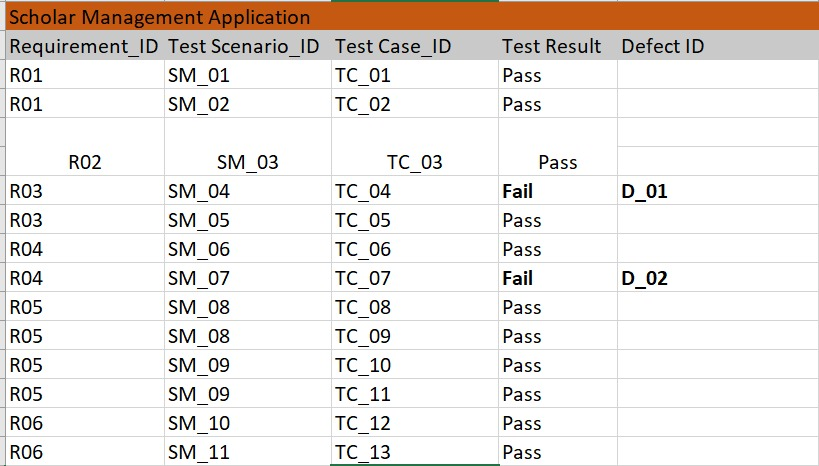 Scholar Management Application
Requirement_ID Test Scenario_ID Test Case_ID Test Result Defect ID
R01 SM_01 TC_01 Pass
R01 SM_02 TC_02 Pass
R02 SM_03 TC_03 Pass
R03 SM_04 TC_04 Fail D_01
R03 SM_05 TC_05 Pass
R04 SM_06 TC_06 Pass
R04 SM_07 TC_07 Fail D_02
R05 SM_08 TC_08 Pass
R05 SM_08 TC_09 Pass
R05 SM_09 TC_10 Pass
R05 SM_09 TC_11 Pass
R06 SM_10 TC_12 Pass
R06 SM_11 TC_13 Pass